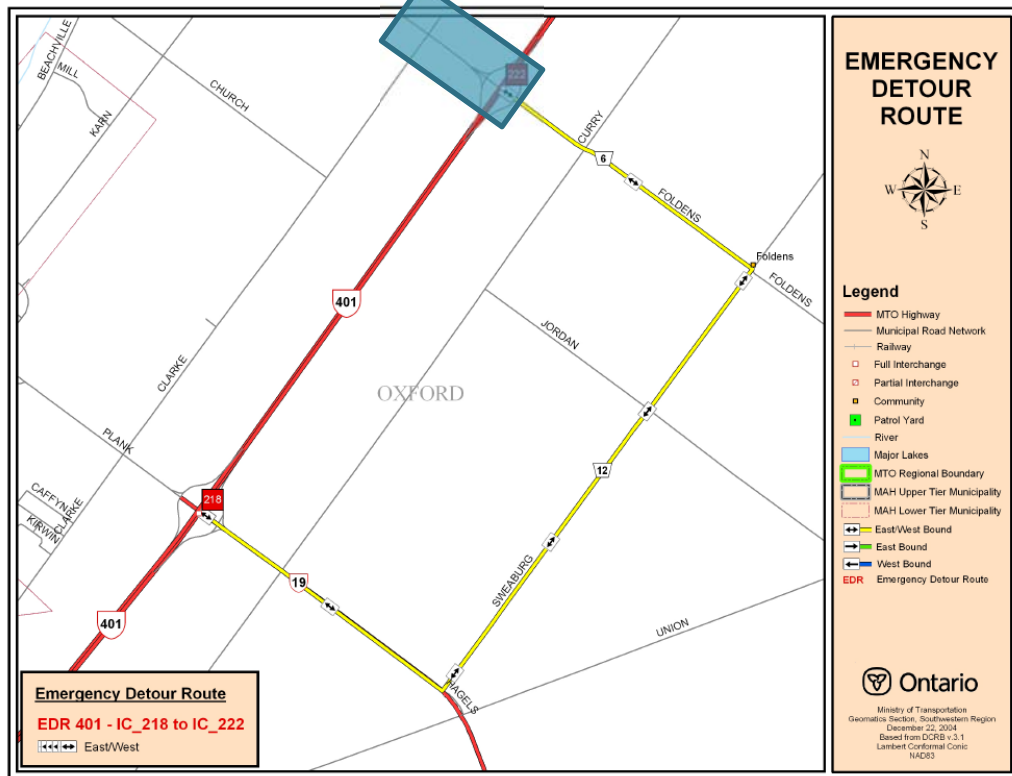 BEACHVILLE
MILL
KARN
CHURCH
222
CURRY
6
FOLDENS
Foldens
FOLDENS
401
JORDAN
CLARKE
OXFORD
PLANK
12
218
CAFFYN
CLARKE
KIRWIN
19
SWEABURG
UNION
401
HAGELS
Emergency Detour Route
EDR 401 - IC_218 to IC_222
East/West
EMERGENCY
DETOUR
ROUTE
N
W E
S
Legend
MTO Highway
Municipal Road Network
Railway
Full Interchange
Partial Interchange
Community
Patrol Yard
River
Major Lakes
MTO Regional Boundary
MAH Upper Tier Municipality
MAH Lower Tier Municipality
East/West Bound
East Bound
West Bound
EDR Emergency Detour Route
Ontario
Ministry of Transportation
Geomatics Section, Southwestern Region
December 22, 2004
Based from DCRB v.3.1
Lambert Conformal Conic
NAD83